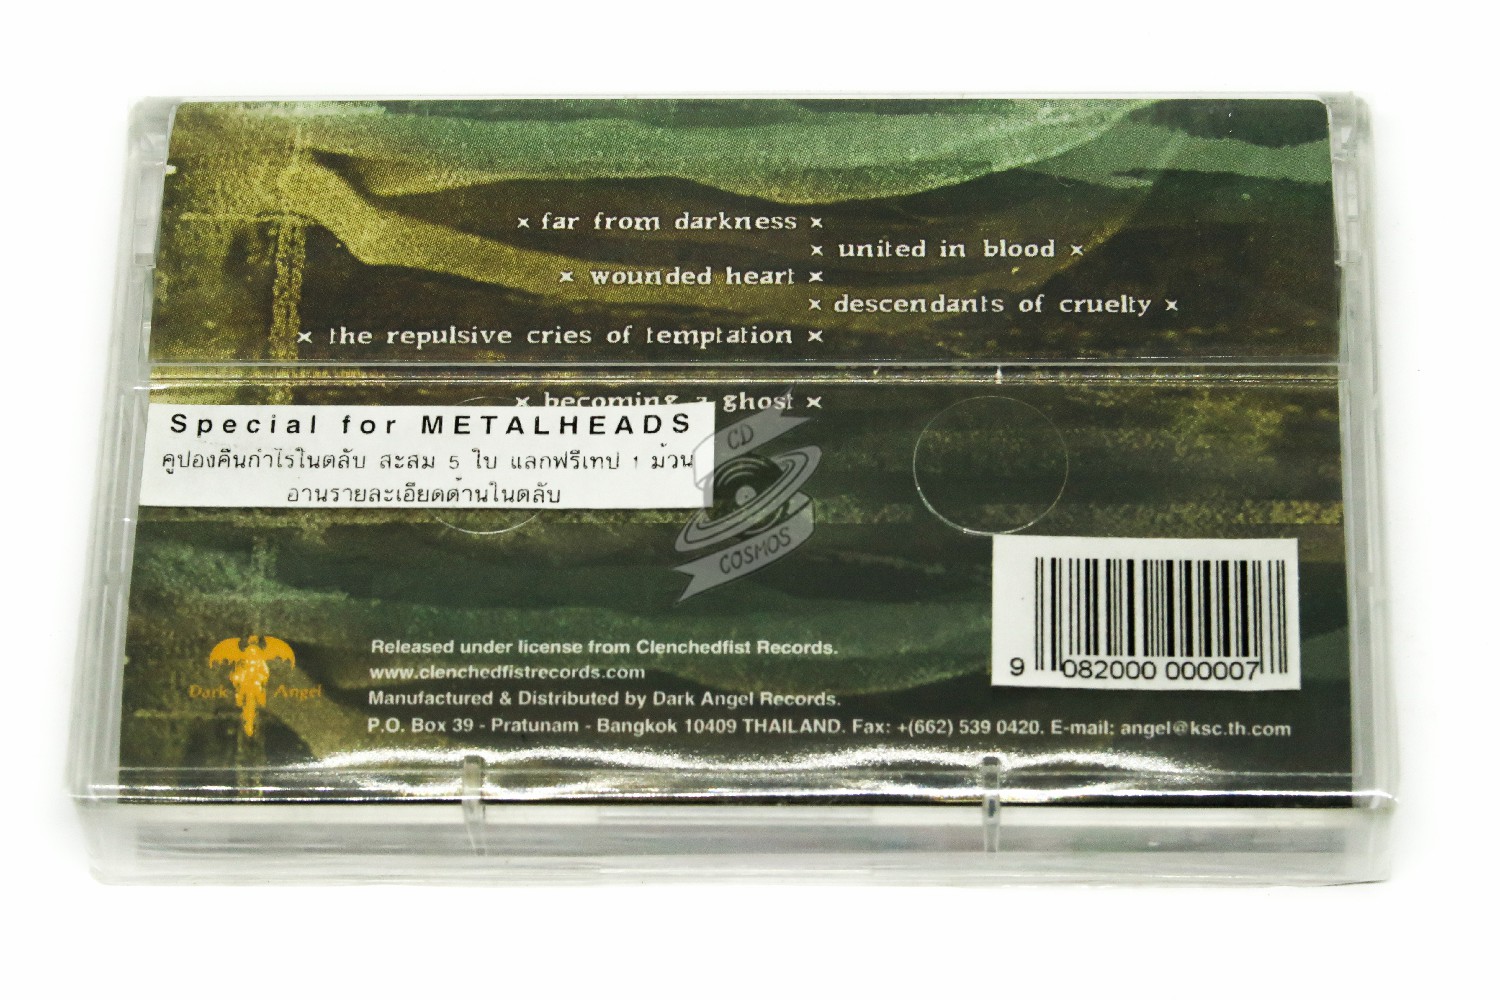 x far from darkness x
x united in blood x
x wounded heart x
x descendants of cruelty x
x the repulsive cries of temptation x
x becoming a ghost x
Special for METALHEADS
คูปองคืนกำไรในตลับ สะสม 5 ใบ แลกฟรีเทป 1 ม้วน
อ่านรายละเอียดด้านในตลับ
CD
COSMOS
9 082000 000007
Dark Angel
Released under license from Clenchedfist Records.
www.clenchedfistrecords.com
Manufactured & Distributed by Dark Angel Records.
P.O. Box 39 - Pratunam - Bangkok 10409 THAILAND. Fax: +(662) 539 0420. E-mail: angel@ksc.th.com